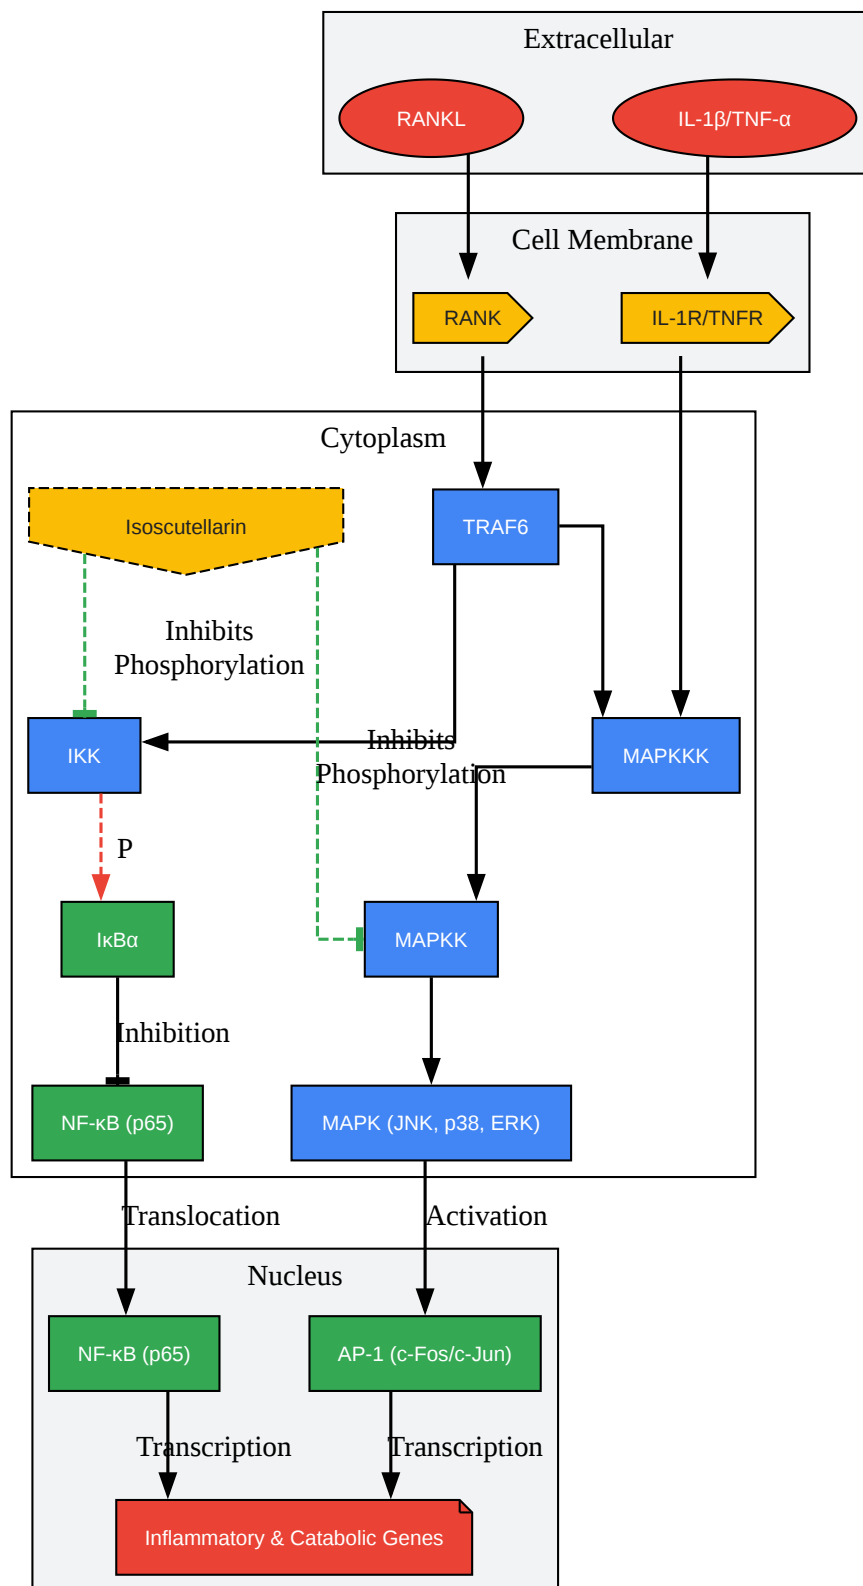 Extracellular
RANKL
IL-1β/TNF-α
Cell Membrane
RANK
IL-1R/TNFR
Cytoplasm
Isoscutellarin
TRAF6
Inhibits
Phosphorylation
Inhibits
Phosphorylation
IKK
MAPKKK
P
IκBα
MAPKK
Inhibition
NF-κB (p65)
MAPK (JNK, p38, ERK)
Translocation
Activation
Nucleus
NF-κB (p65)
AP-1 (c-Fos/c-Jun)
Transcription
Transcription
Inflammatory & Catabolic Genes